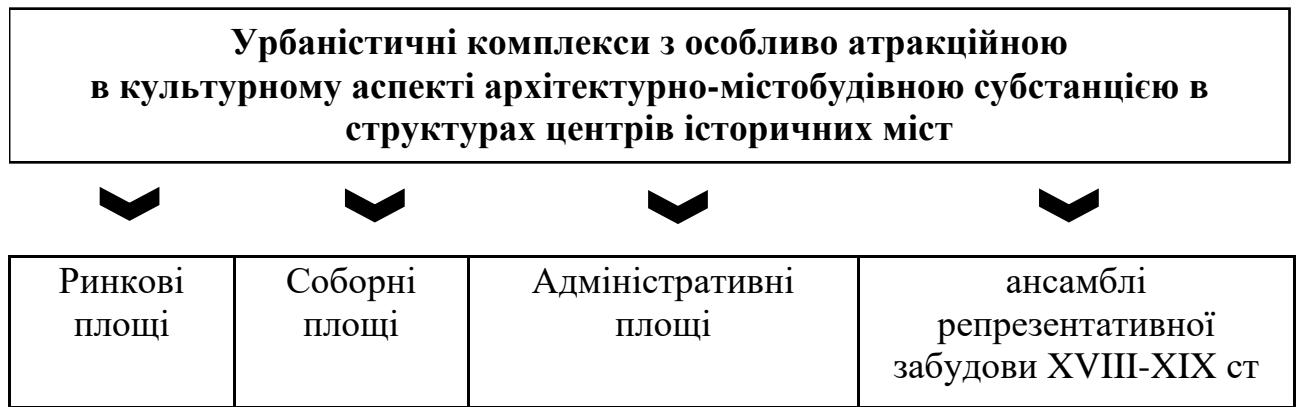 Урбаністичні комплекси з особливо атракційною
в культурному аспекті архітектурно-містобудівною субстанцією в
структурах центрів історичних міст
Ринкові
площі
Соборні
площі
Адміністративні
площі
ансамблі
репрезентативної
забудови XVIII-XIX ст